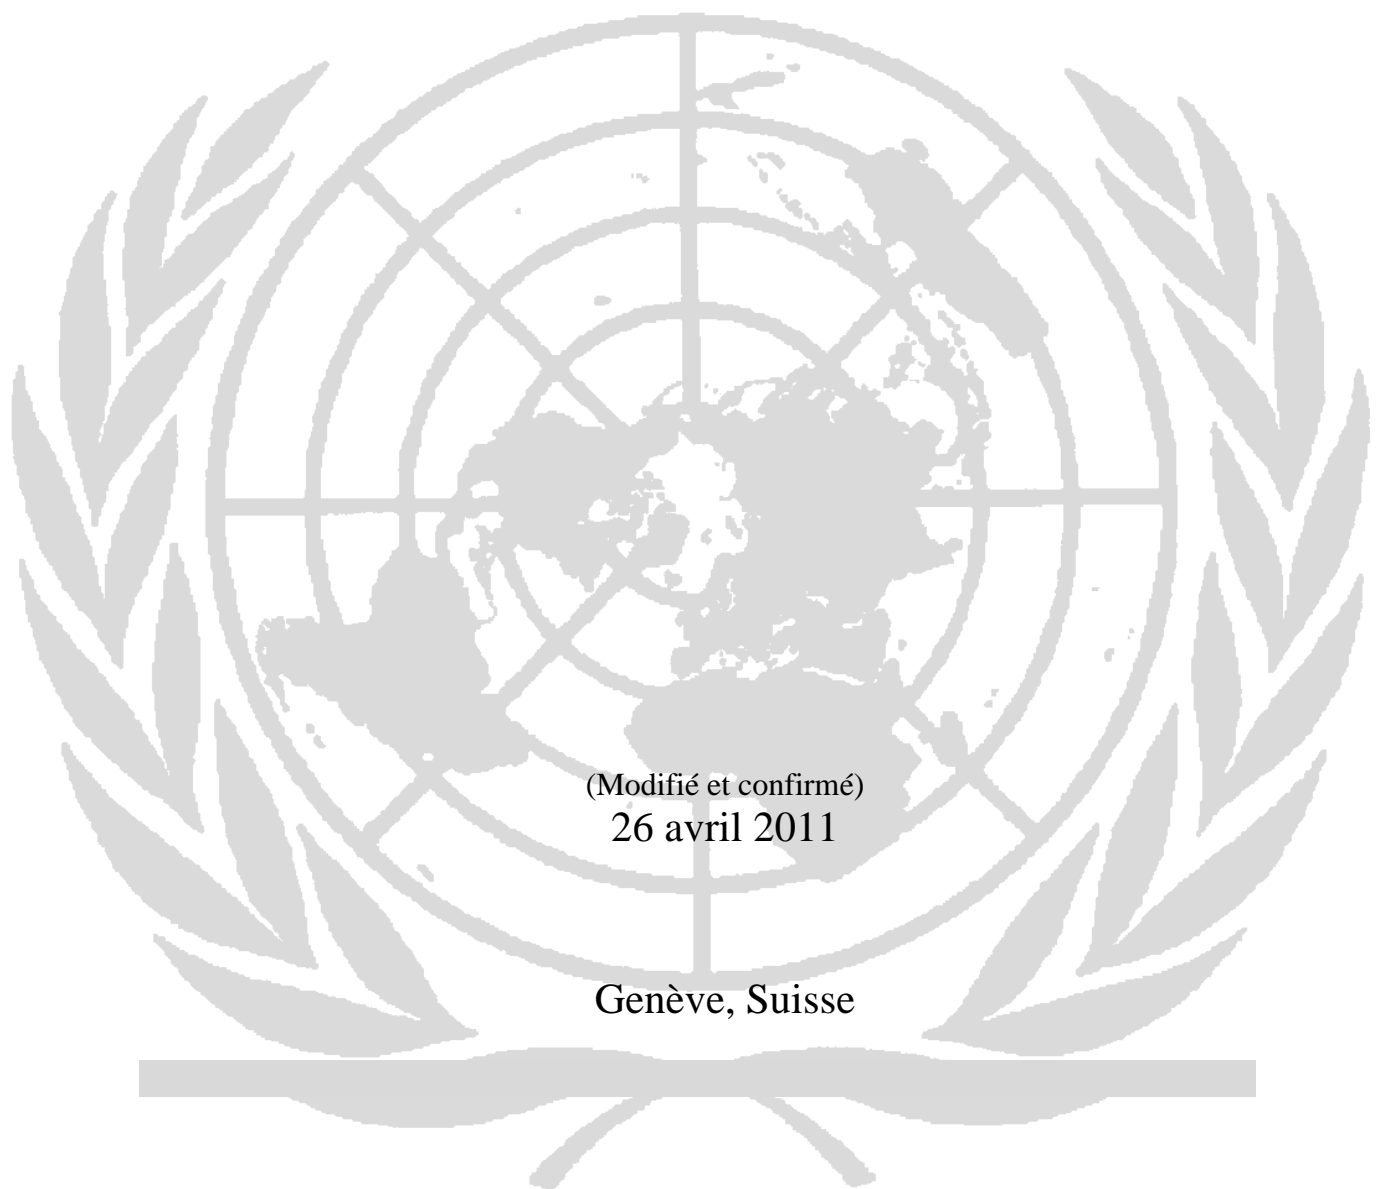 (Modifié et confirmé)
26 avril 2011
Genève, Suisse